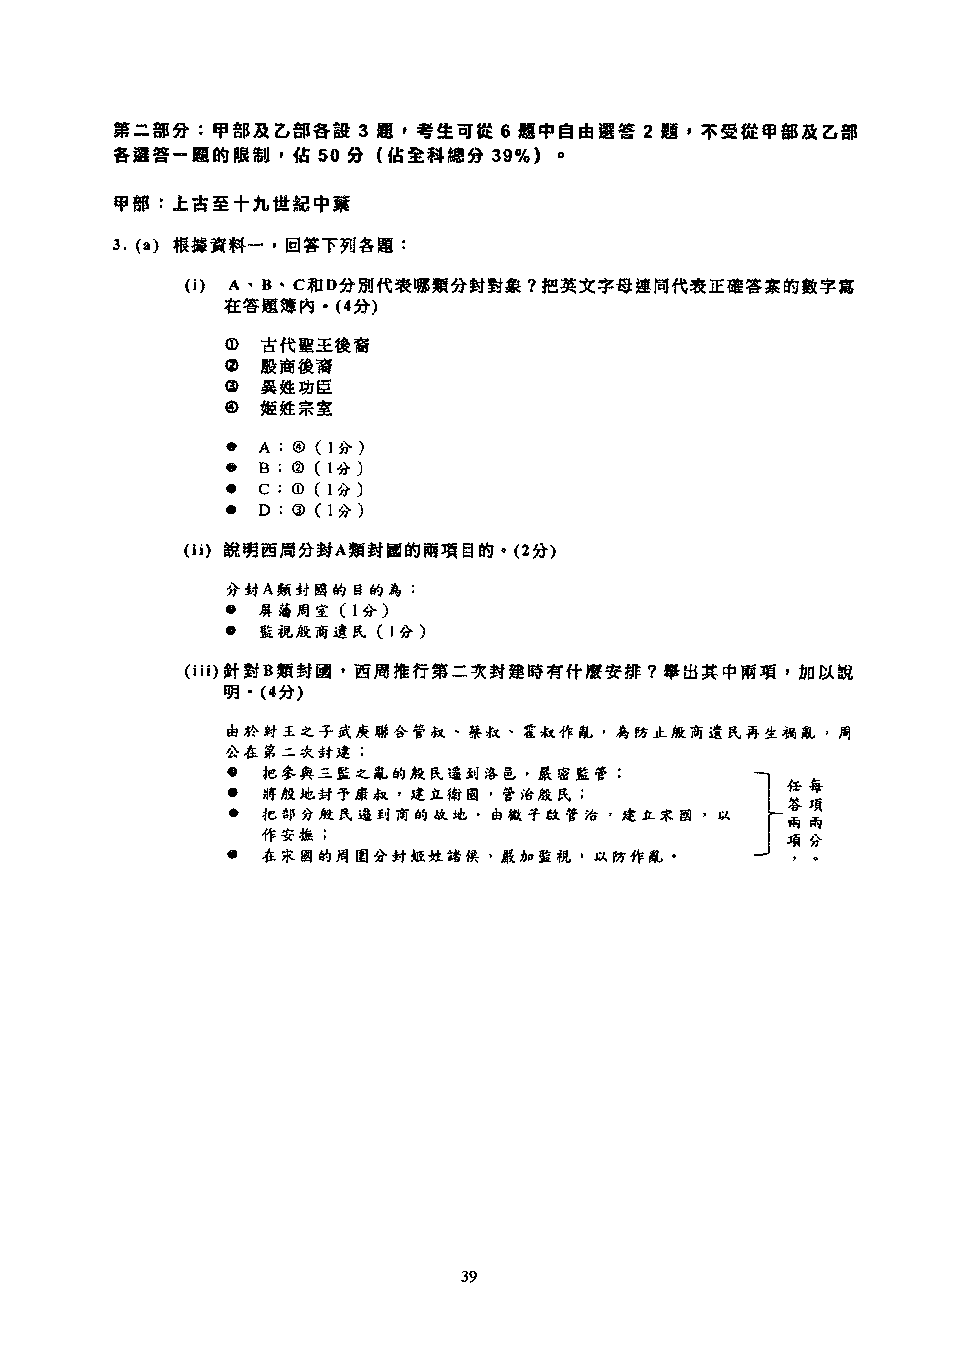 第二部分：甲部及乙部各設 3 題，考生可從 6 題中自由選答 2 題，不受從甲部及乙部
各選答一題的限制，佔 50 分（佔全科總分 39%）。
甲部：上古至十九世紀中葉
3. (a) 根據資料一，回答下列各題：
(i) A、B、C和D分別代表哪類分封對象？把英文字母連同代表正確答案的數字寫
在答題簿內。(4分)
① 古代聖王後裔
② 殷商後裔
③ 異姓功臣
④ 姬姓宗室
● A：④（1分）
● B：②（1分）
● C：①（1分）
● D：③（1分）
(ii) 說明西周分封A類封國的兩項目的。(2分)
分封A類封國的目的為：
● 屏藩周室（1分）
● 監視殷商遺民（1分）
(iii) 針對B類封國，西周推行第二次封建時有什麼安排？舉出其中兩項，加以說
明。(4分)
由於紂王之子武庚聯合管叔、蔡叔、霍叔作亂，為防止殷商遺民再生禍亂，周
公在第二次封建：
● 把參與三監之亂的殷民遷到洛邑，嚴密監管；
● 將殷地封予康叔，建立衛國，管治殷民；
● 把部分殷民遷到商的故地，由微子啟管治，建立宋國，以
作安撫；
● 在宋國的周圍分封姬姓諸侯，嚴加監視，以防作亂。
任答兩項，
每項兩分。
39